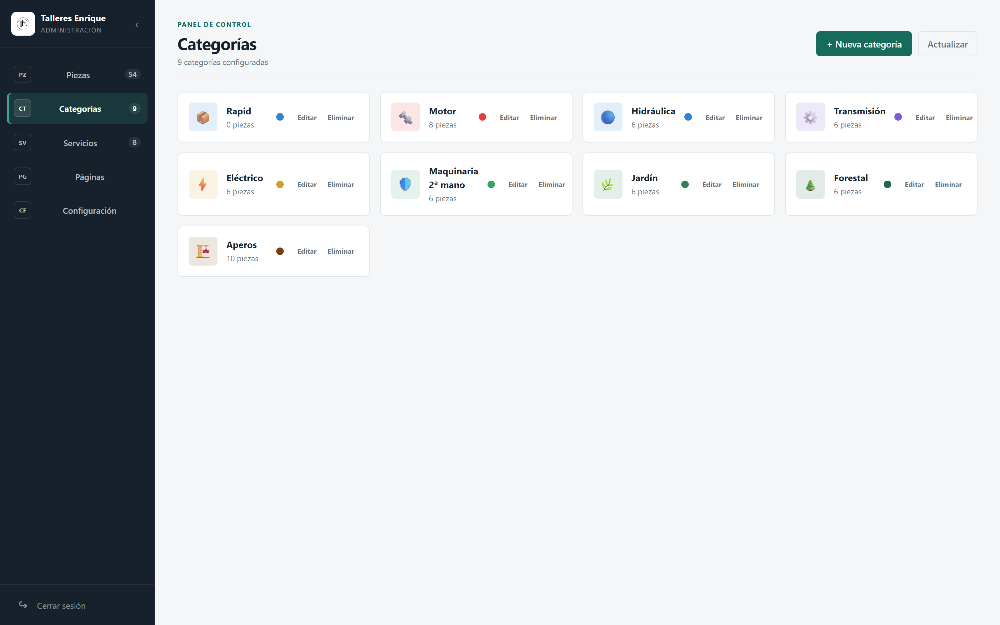 TE
Talleres Enrique
ADMINISTRACIÓN
‹
PZ Piezas 54
CT Categorías 9
SV Servicios 8
PG Páginas
CF Configuración
Cerrar sesión
PANEL DE CONTROL
Categorías
9 categorías configuradas
+ Nueva categoría
Actualizar
Rapid
0 piezas
Editar Eliminar
Motor
8 piezas
Editar Eliminar
Hidráulica
6 piezas
Editar Eliminar
Transmisión
6 piezas
Editar Eliminar
Eléctrico
6 piezas
Editar Eliminar
Maquinaria
2ª mano
6 piezas
Editar Eliminar
Jardín
6 piezas
Editar Eliminar
Forestal
6 piezas
Editar Eliminar
Aperos
10 piezas
Editar Eliminar